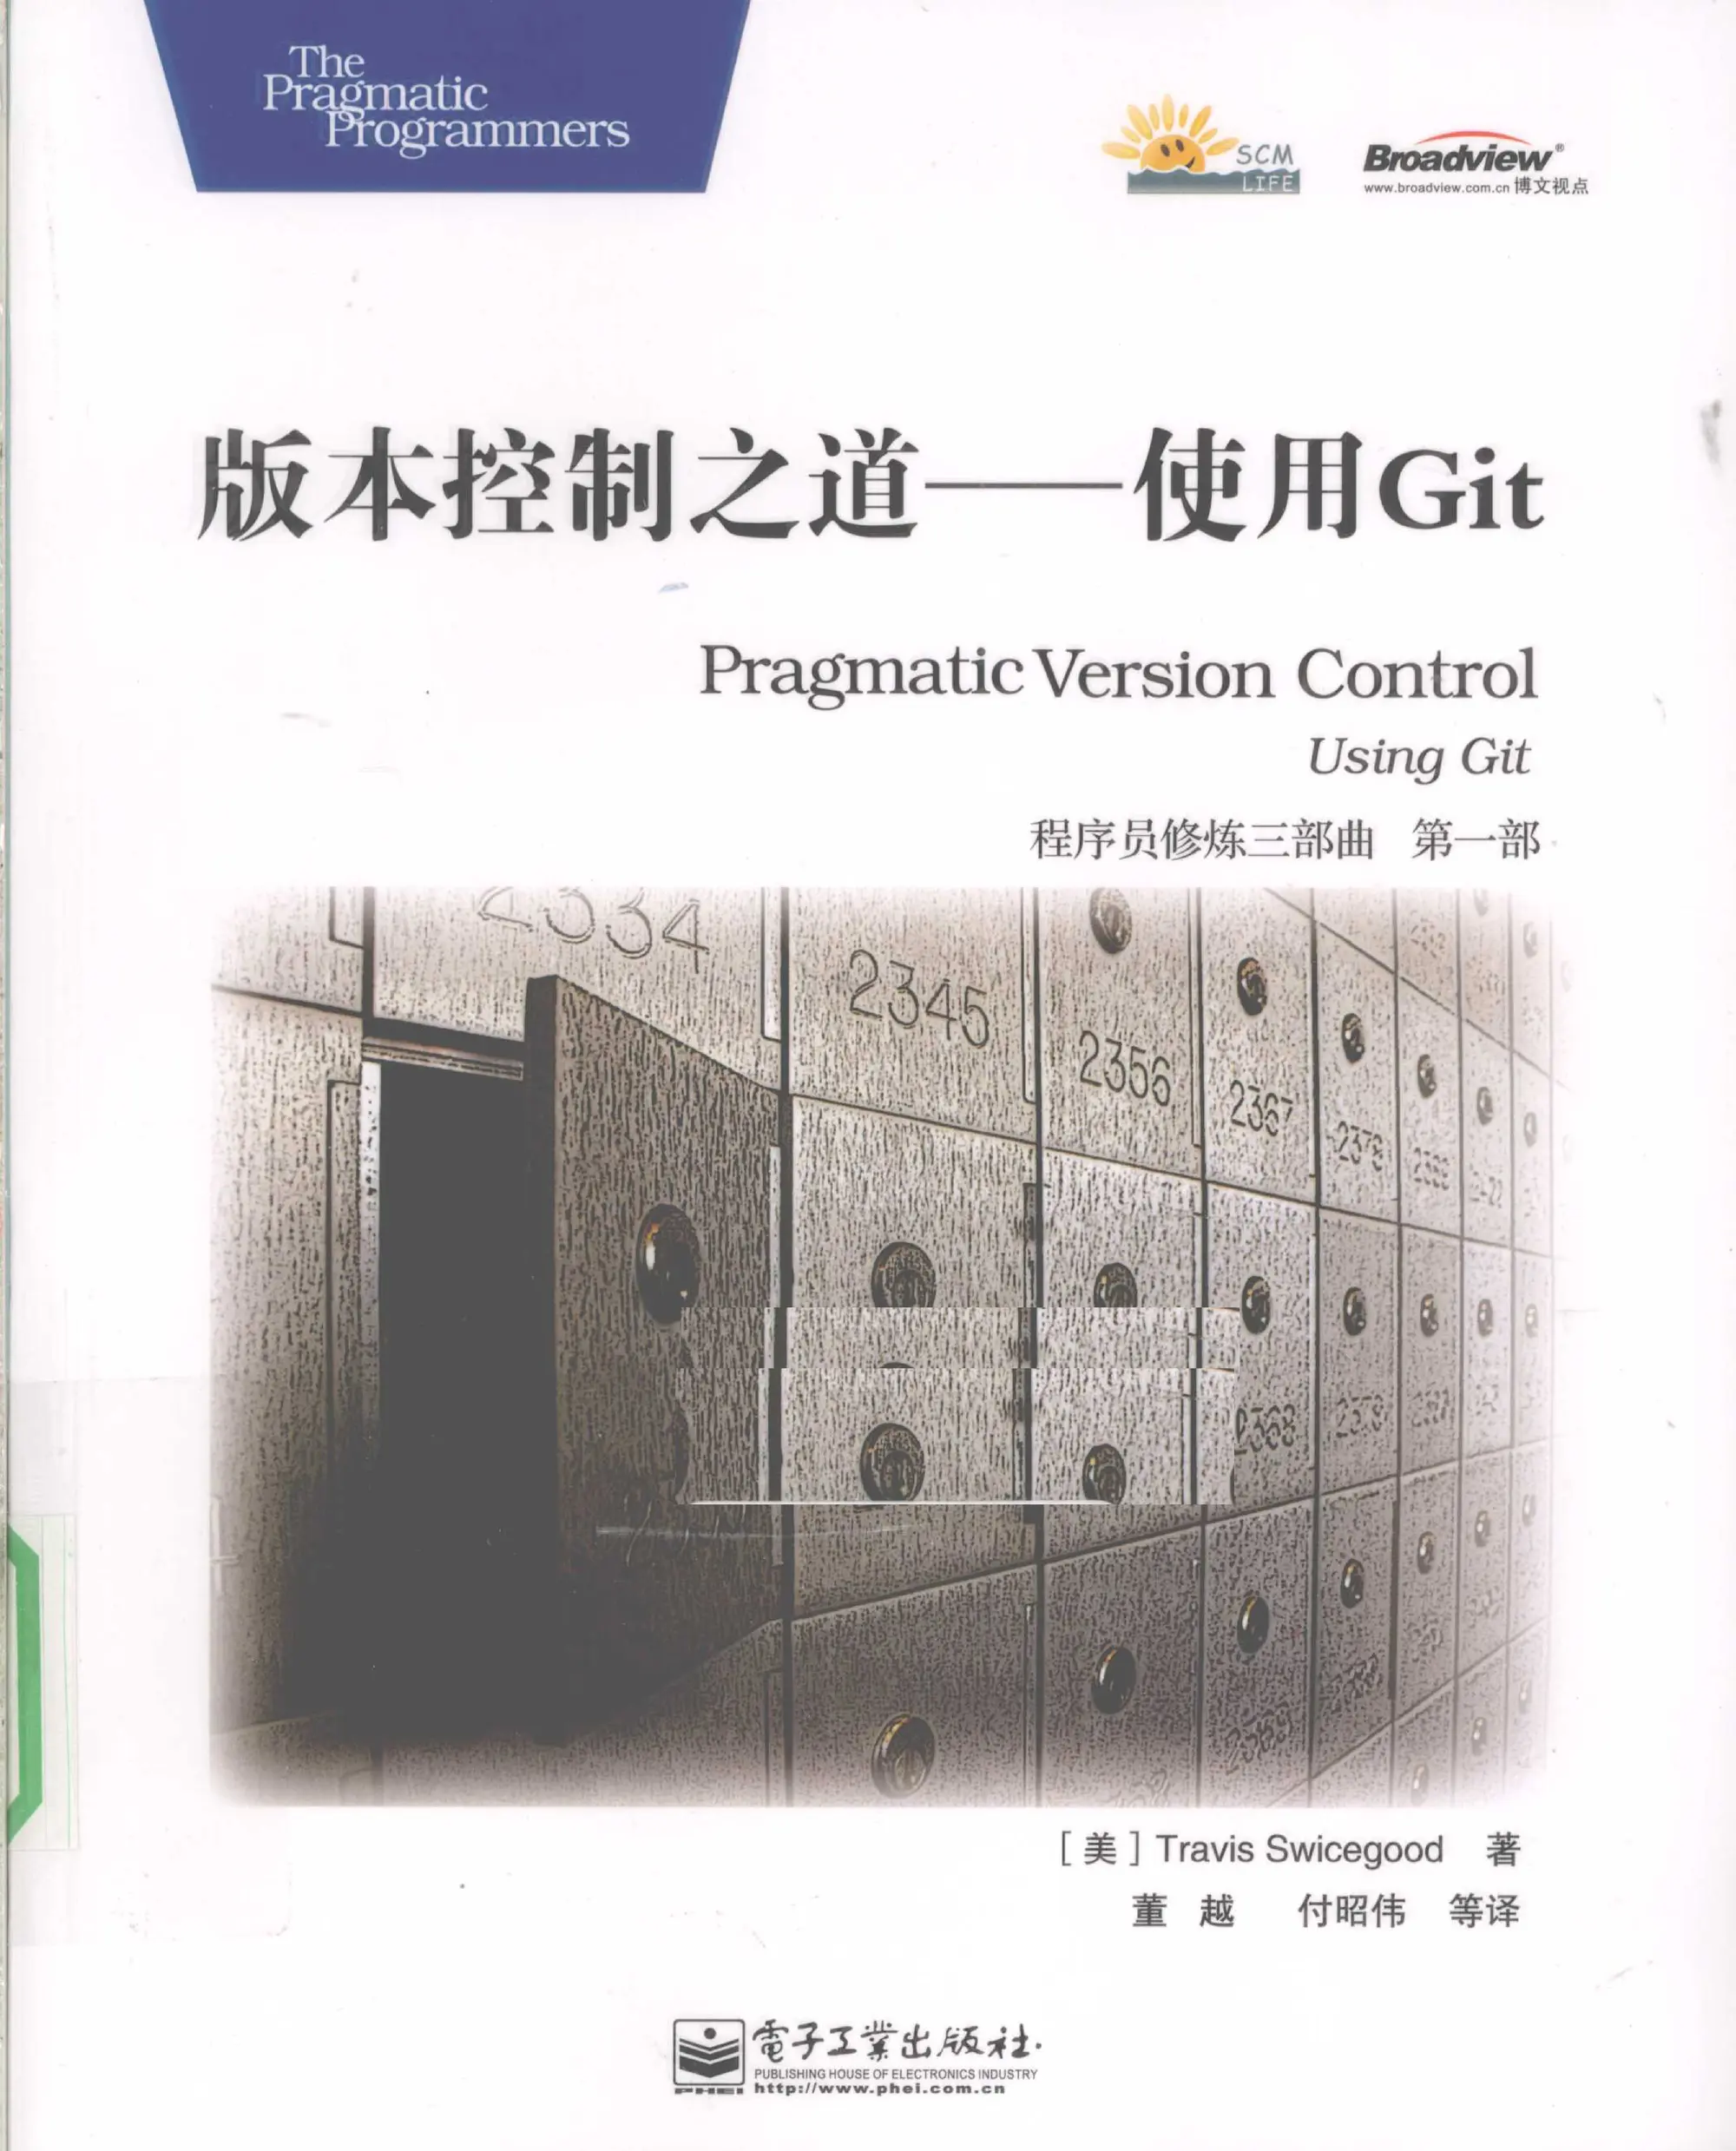 The
Pragmatic
Programmers
SCM
LIFE
Broadview®
www.broadview.com.cn 博文视点
版本控制之道——使用Git
Pragmatic Version Control
Using Git
程序员修炼三部曲 第一部
2334
2345
2356
2367
2378
2368
2379
2369
[美] Travis Swicegood 著
董 越 付昭伟 等译
電子工業出版社.
PUBLISHING HOUSE OF ELECTRONICS INDUSTRY
PHEI http://www.phei.com.cn